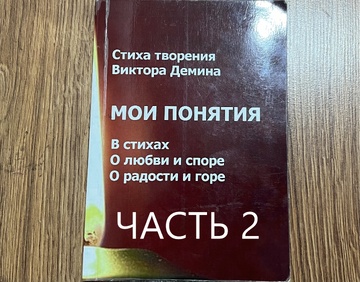 Стиха творения
Виктора Демина
МОИ ПОНЯТИЯ
В стихах
О любви и споре
О радости и горе
ЧАСТЬ 2